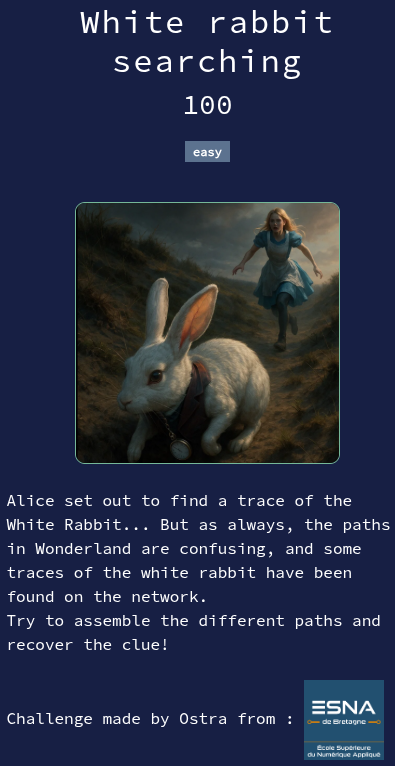 White rabbit
searching
100
easy
Alice set out to find a trace of the
White Rabbit... But as always, the paths
in Wonderland are confusing, and some
traces of the white rabbit have been
found on the network.
Try to assemble the different paths and
recover the clue!
ESNA
de Bretagne
Challenge made by Ostra from :
École Supérieure
du Numérique Appliqué